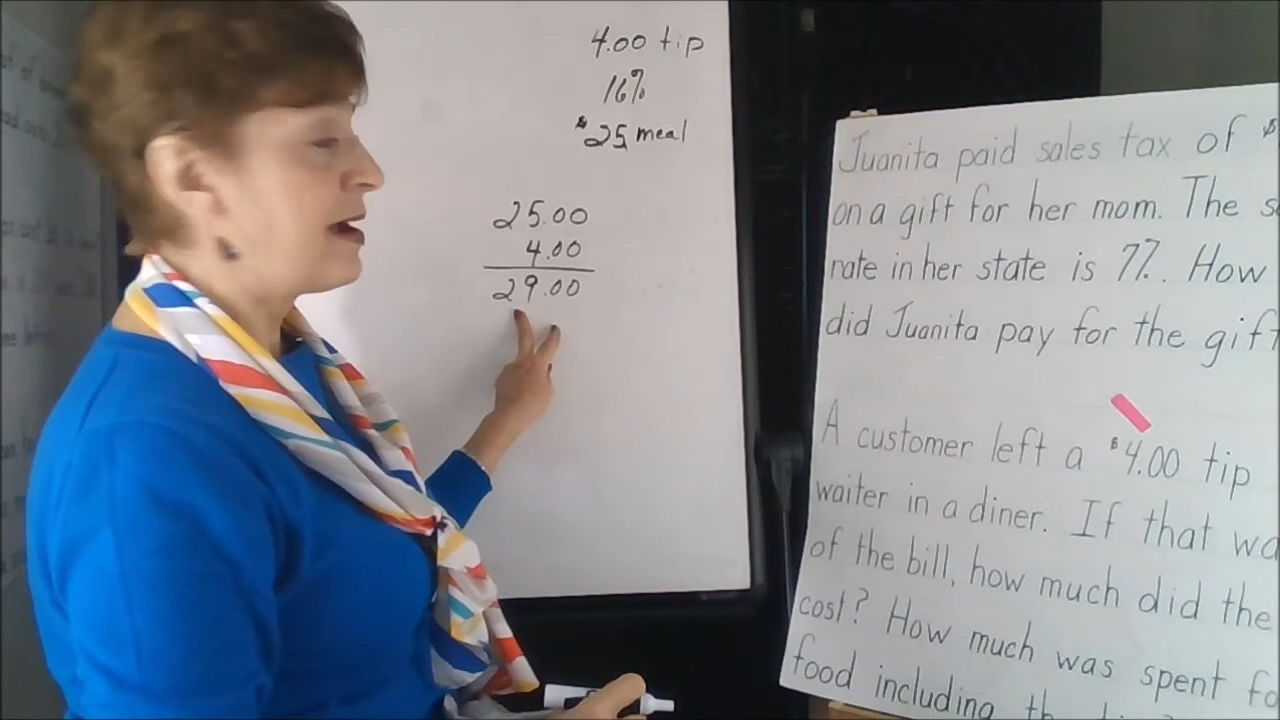 4.00 tip
16%
$25 meal
25.00
4.00
29.00
Juanita paid sales tax of $
on a gift for her mom. The
rate in her state is 7%. How
did Juanita pay for the gift
A customer left a $4.00 tip
waiter in a diner. If that
of the bill, how much did the
cost? How much was spent
food including